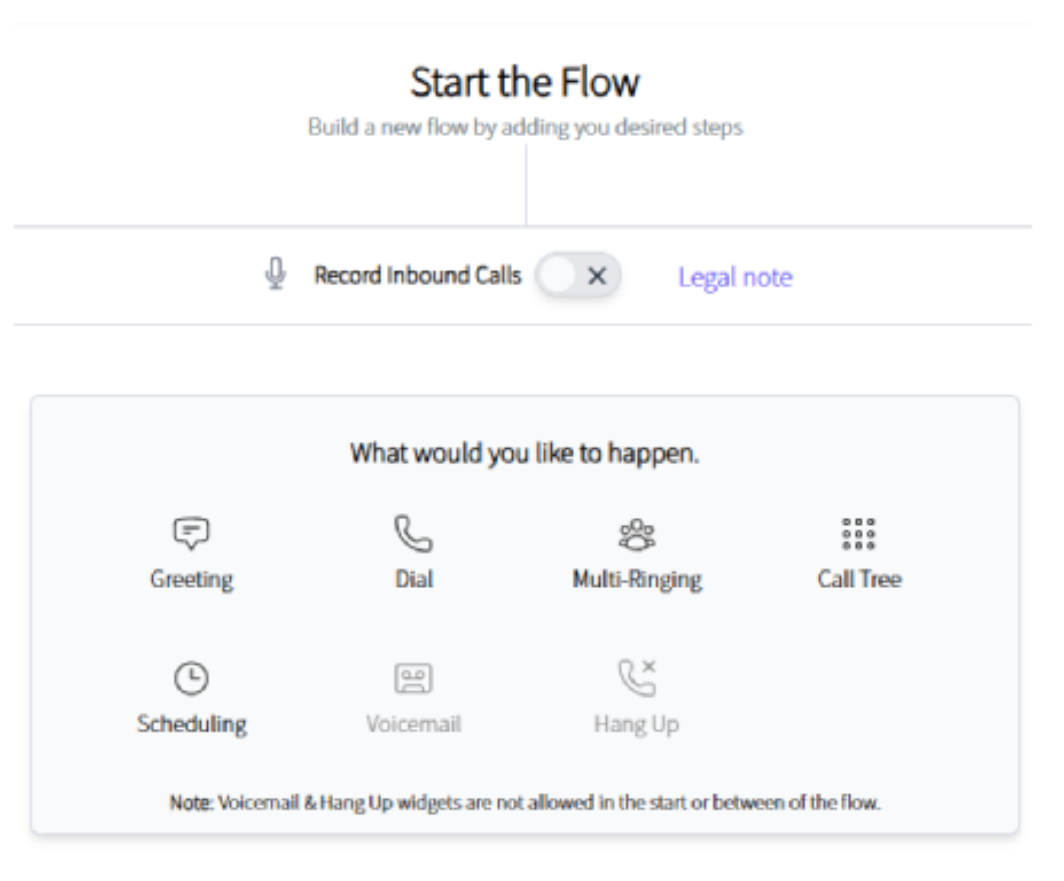 Start the Flow
Build a new flow by adding you desired steps
Record Inbound Calls Legal note
What would you like to happen.
Greeting Dial Multi-Ringing Call Tree
Scheduling Voicemail Hang Up
Note: Voicemail & Hang Up widgets are not allowed in the start or between of the flow.